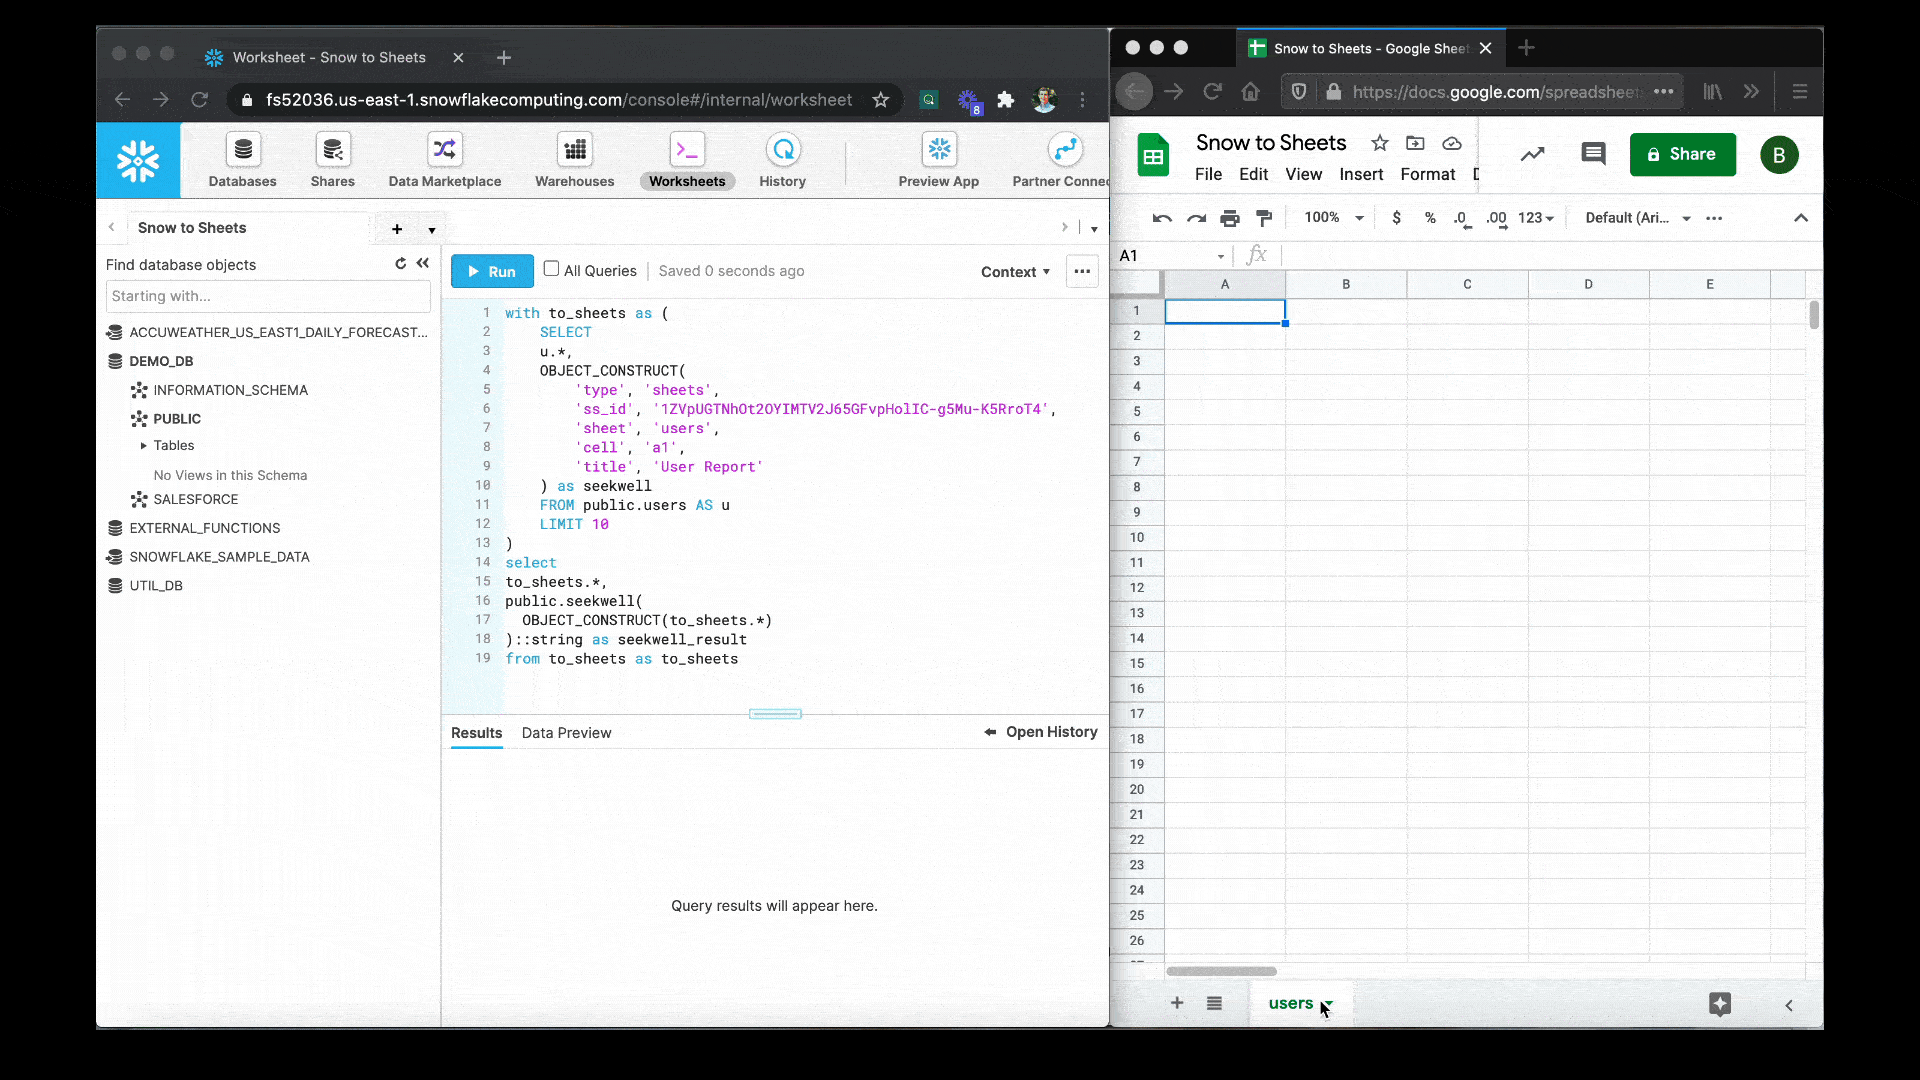 Worksheet - Snow to Sheets
fs52036.us-east-1.snowflakecomputing.com/console#/internal/worksheet
8
Databases
Shares
Data Marketplace
Warehouses
Worksheets
History
Preview App
Partner Connec
Snow to Sheets
Find database objects
Starting with...
ACCUWEATHER_US_EAST1_DAILY_FORECAST...
DEMO_DB
INFORMATION_SCHEMA
PUBLIC
Tables
No Views in this Schema
SALESFORCE
EXTERNAL_FUNCTIONS
SNOWFLAKE_SAMPLE_DATA
UTIL_DB
Run
All Queries
Saved 0 seconds ago
Context
1 with to_sheets as (
2 SELECT
3 u.*,
4 OBJECT_CONSTRUCT(
5 'type', 'sheets',
6 'ss_id', '1ZVpUGTNhOt2OYIMTV2J65GFvpHolIC-g5Mu-K5RroT4',
7 'sheet', 'users',
8 'cell', 'a1',
9 'title', 'User Report'
10 ) as seekwell
11 FROM public.users AS u
12 LIMIT 10
13 )
14 select
15 to_sheets.*,
16 public.seekwell(
17 OBJECT_CONSTRUCT(to_sheets.*)
18 )::string as seekwell_result
19 from to_sheets as to_sheets
Results
Data Preview
Open History
Query results will appear here.
Snow to Sheets - Google Sheet
https://docs.google.com/spreadsheet
Snow to Sheets
File Edit View Insert Format
Share
B
100% $ % .0 .00 123 Default (Ari...
A1
fx
A B C D E
1
2
3
4
5
6
7
8
9
10
11
12
13
14
15
16
17
18
19
20
21
22
23
24
25
26
users